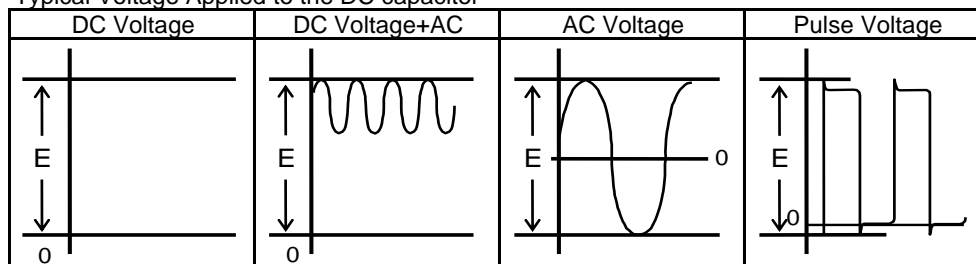 Typical Voltage Applied to the DC capacitor
DC Voltage
DC Voltage+AC
AC Voltage
Pulse Voltage
E
0
E
0
E
0
E
0